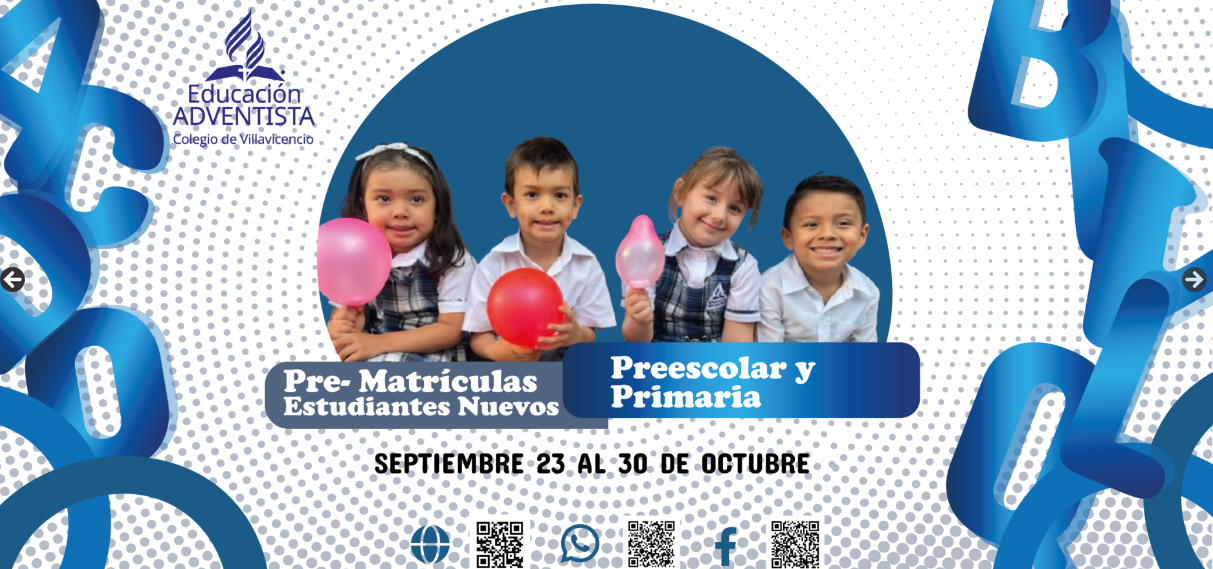 Educación
ADVENTISTA
Colegio de Villavicencio
Pre- Matrículas
Estudiantes Nuevos
Preescolar y
Primaria
SEPTIEMBRE 23 AL 30 DE OCTUBRE